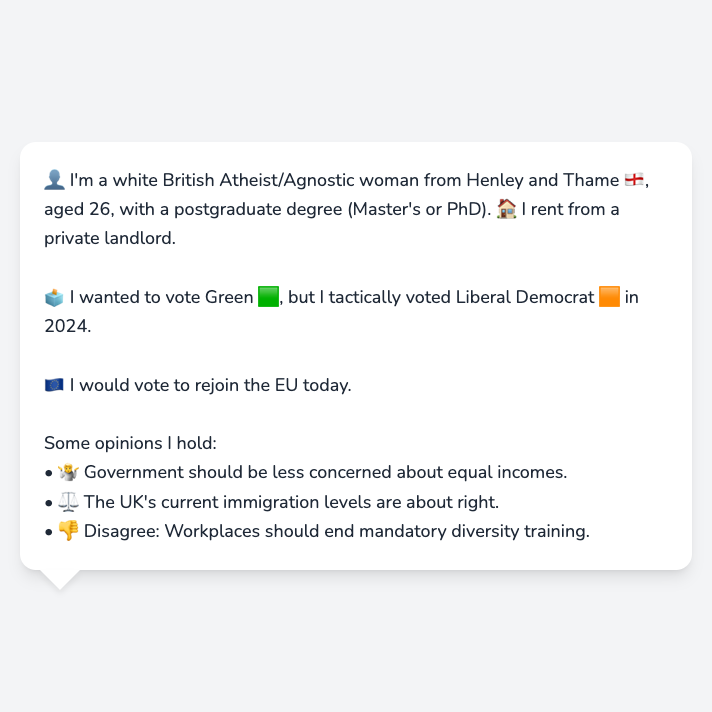 👤 I'm a white British Atheist/Agnostic woman from Henley and Thame 🏴󠁧󠁢󠁥󠁮󠁧󠁿,
aged 26, with a postgraduate degree (Master's or PhD). 🏠 I rent from a
private landlord.
🗳️ I wanted to vote Green 🟩, but I tactically voted Liberal Democrat 🟧 in
2024.
🇪🇺 I would vote to rejoin the EU today.
Some opinions I hold:
• 🤷‍♀️ Government should be less concerned about equal incomes.
• ⚖️ The UK's current immigration levels are about right.
• 👎 Disagree: Workplaces should end mandatory diversity training.